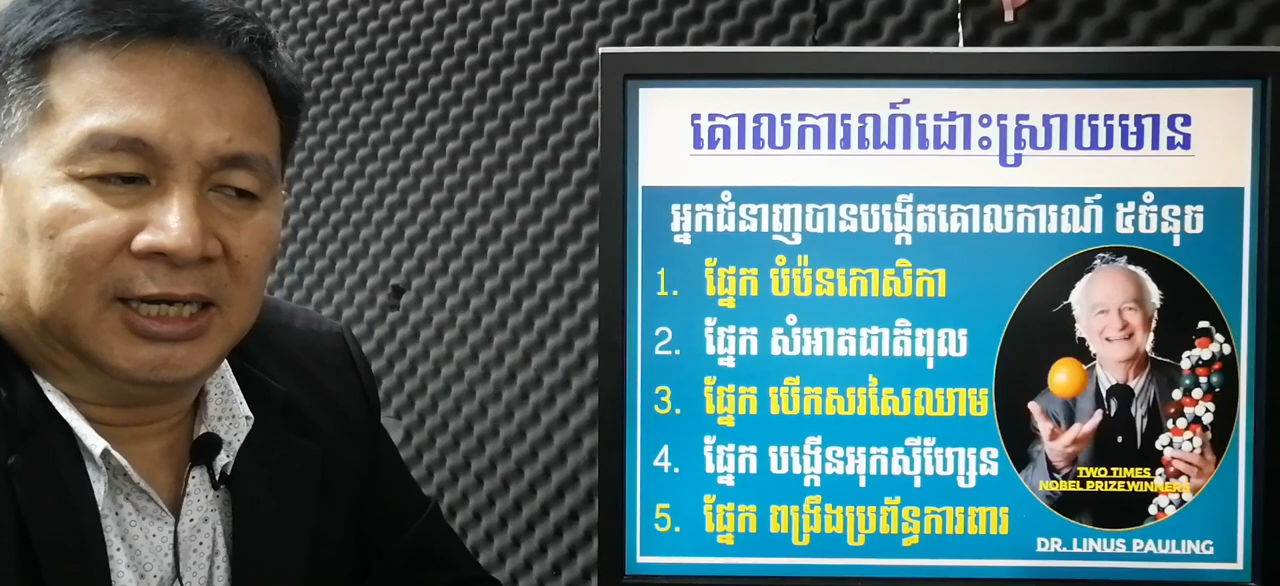 គោលការណ៍ដោះស្រាយមាន
អ្នកជំនាញបានបង្កើតគោលការណ៍ ៥ចំនុច
1. ផ្នែក បំប៉នកោសិកា
2. ផ្នែក សំអាតជាតិពុល
3. ផ្នែក បើកសរសៃឈាម
4. ផ្នែក បង្កើនអុកស៊ីហ្សែន
5. ផ្នែក ពង្រឹងប្រព័ន្ធការពារ
TWO TIMES
NOBEL PRIZE WINNERS
DR. LINUS PAULING